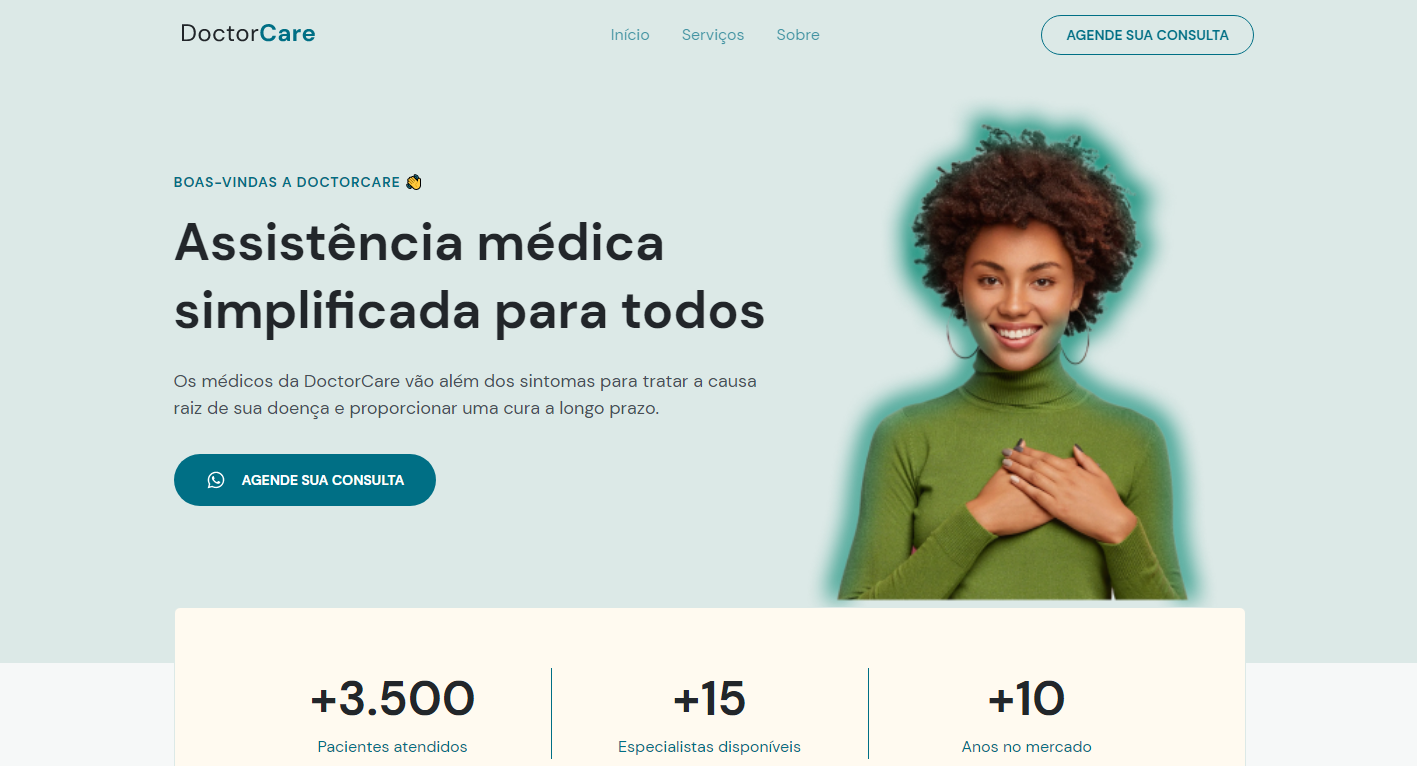 DoctorCare
Início Serviços Sobre
AGENDE SUA CONSULTA
BOAS-VINDAS A DOCTORCARE 👏
Assistência médica
simplificada para todos
Os médicos da DoctorCare vão além dos sintomas para tratar a causa
raiz de sua doença e proporcionar uma cura a longo prazo.
AGENDE SUA CONSULTA
+3.500
Pacientes atendidos
+15
Especialistas disponíveis
+10
Anos no mercado